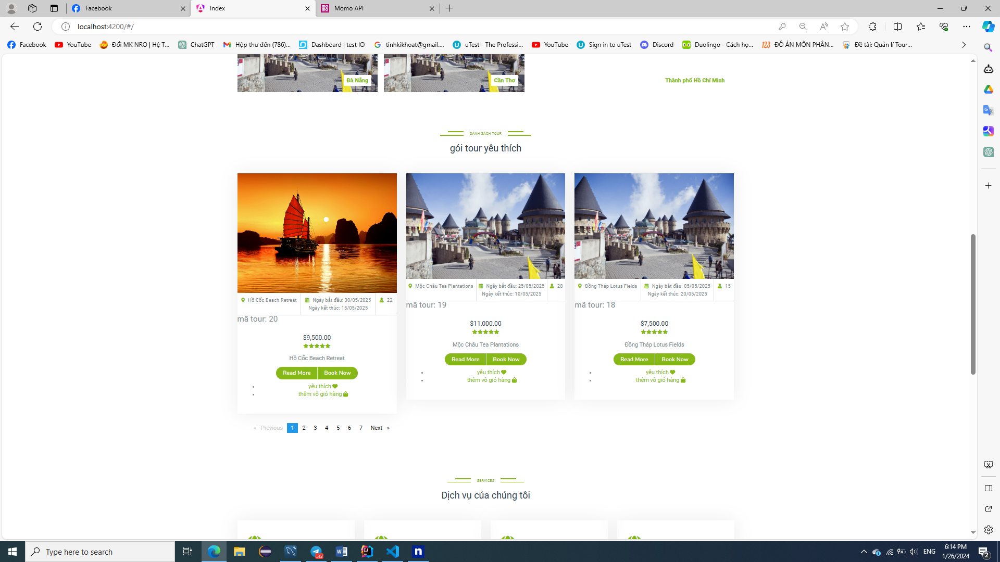 Facebook
Index
Momo API
localhost:4200/#/
Facebook
YouTube
Đổi MK NRO | Hệ T...
ChatGPT
Hộp thư đến (786)...
Dashboard | test IO
tinhkikhoat@gmail....
uTest - The Professi...
YouTube
Sign in to uTest
Discord
Duolingo - Cách họ...
123 ĐỒ ÁN MÔN PHÂN...
Đề tài: Quản lí Tour...
Đà Nẵng
Cần Thơ
Thành phố Hồ Chí Minh
DANH SÁCH TOUR
gói tour yêu thích
Hồ Cốc Beach Retreat
Ngày bắt đầu: 30/05/2025
Ngày kết thúc: 15/05/2025
22
mã tour: 20
$9,500.00
Hồ Cốc Beach Retreat
Read More
Book Now
yêu thích
thêm vô giỏ hàng
Mộc Châu Tea Plantations
Ngày bắt đầu: 25/05/2025
Ngày kết thúc: 10/05/2025
28
mã tour: 19
$11,000.00
Mộc Châu Tea Plantations
Read More
Book Now
yêu thích
thêm vô giỏ hàng
Đồng Tháp Lotus Fields
Ngày bắt đầu: 05/05/2025
Ngày kết thúc: 20/05/2025
15
mã tour: 18
$7,500.00
Đồng Tháp Lotus Fields
Read More
Book Now
yêu thích
thêm vô giỏ hàng
« Previous 1 2 3 4 5 6 7 Next »
SERVICES
Dịch vụ của chúng tôi
Type here to search
42
ENG
6:14 PM
1/26/2024
2